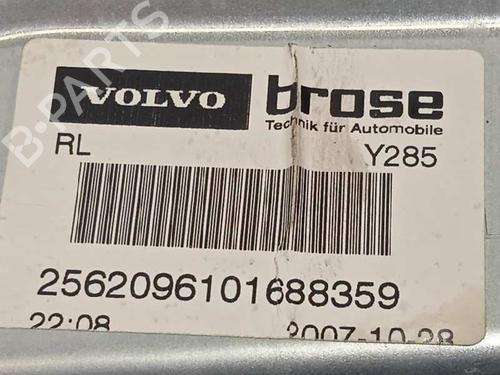 VOLVO brose
Technik für Automobile
RL Y285
2562096101688359
22:08 2007-10-28
B-PARTS